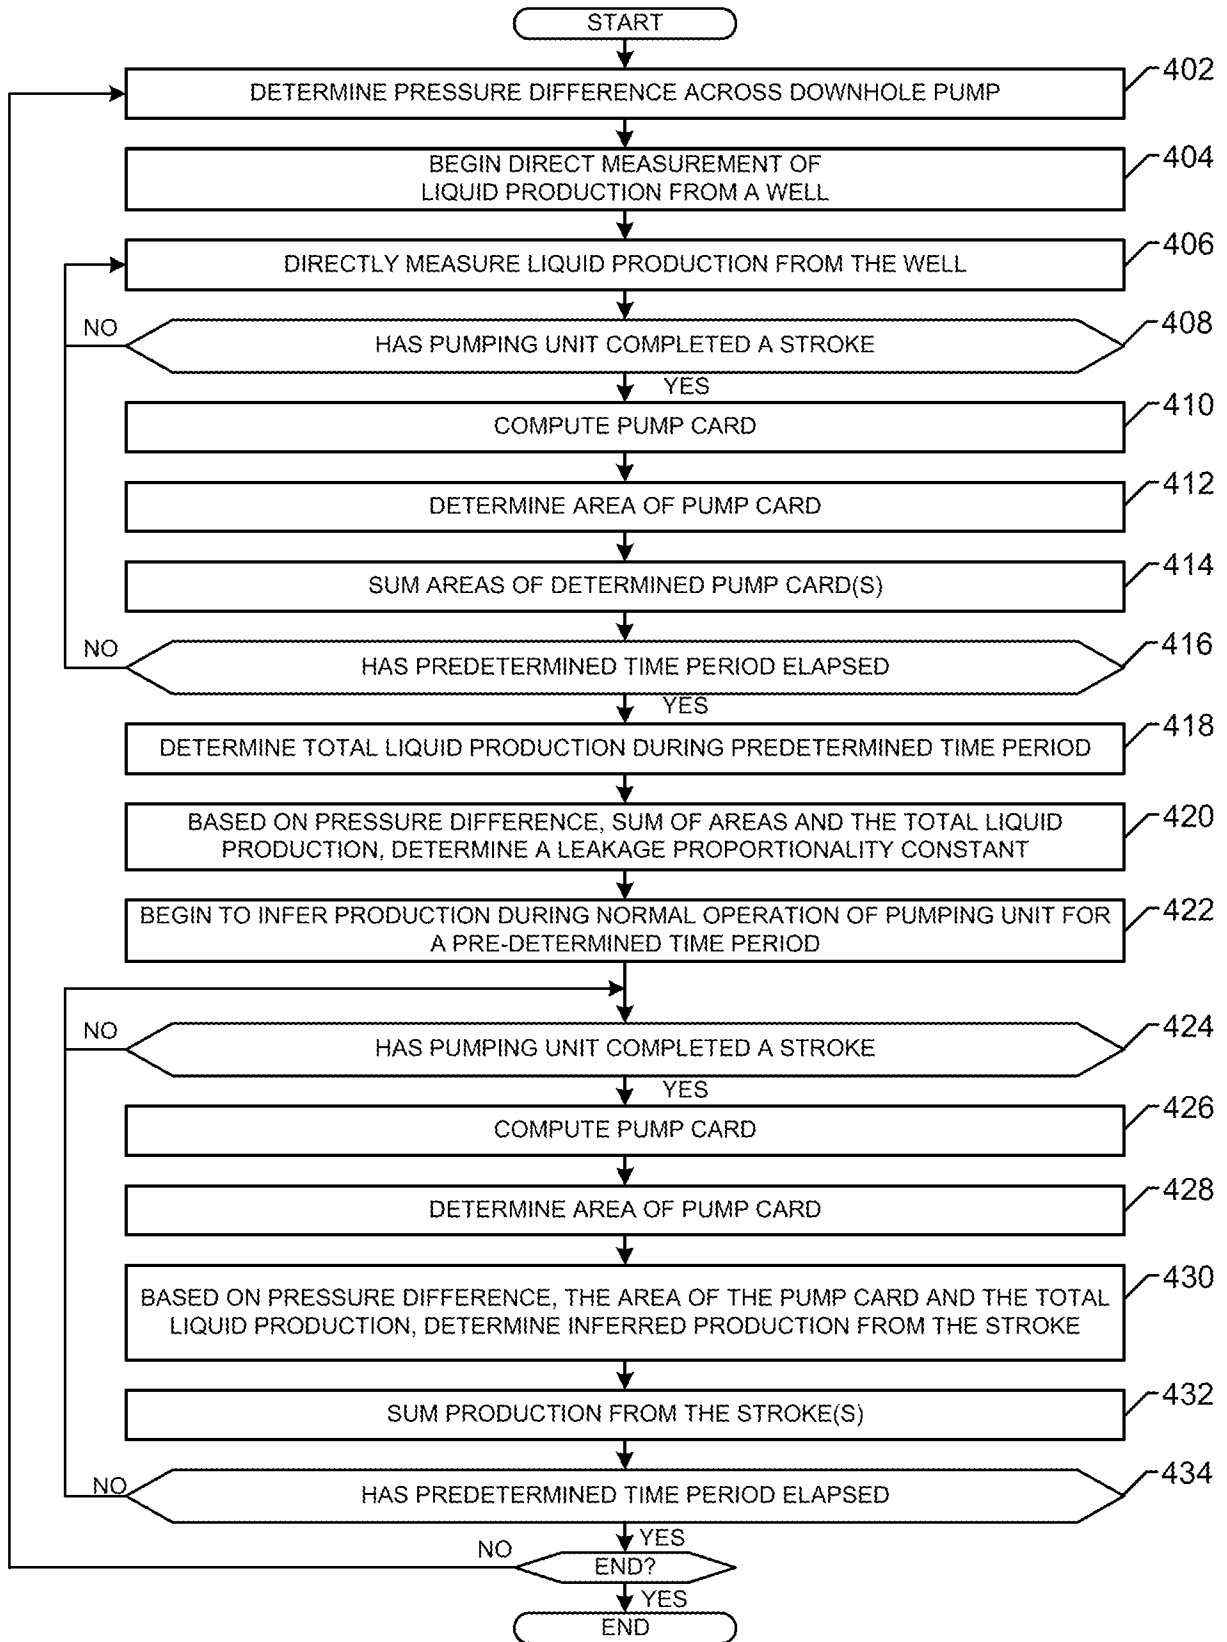 START
DETERMINE PRESSURE DIFFERENCE ACROSS DOWNHOLE PUMP
402
BEGIN DIRECT MEASUREMENT OF
LIQUID PRODUCTION FROM A WELL
404
DIRECTLY MEASURE LIQUID PRODUCTION FROM THE WELL
406
NO
HAS PUMPING UNIT COMPLETED A STROKE
408
YES
COMPUTE PUMP CARD
410
DETERMINE AREA OF PUMP CARD
412
SUM AREAS OF DETERMINED PUMP CARD(S)
414
NO
HAS PREDETERMINED TIME PERIOD ELAPSED
416
YES
DETERMINE TOTAL LIQUID PRODUCTION DURING PREDETERMINED TIME PERIOD
418
BASED ON PRESSURE DIFFERENCE, SUM OF AREAS AND THE TOTAL LIQUID
PRODUCTION, DETERMINE A LEAKAGE PROPORTIONALITY CONSTANT
420
BEGIN TO INFER PRODUCTION DURING NORMAL OPERATION OF PUMPING UNIT FOR
A PRE-DETERMINED TIME PERIOD
422
NO
HAS PUMPING UNIT COMPLETED A STROKE
424
YES
COMPUTE PUMP CARD
426
DETERMINE AREA OF PUMP CARD
428
BASED ON PRESSURE DIFFERENCE, THE AREA OF THE PUMP CARD AND THE TOTAL
LIQUID PRODUCTION, DETERMINE INFERRED PRODUCTION FROM THE STROKE
430
SUM PRODUCTION FROM THE STROKE(S)
432
NO
HAS PREDETERMINED TIME PERIOD ELAPSED
434
YES
NO
END?
YES
END